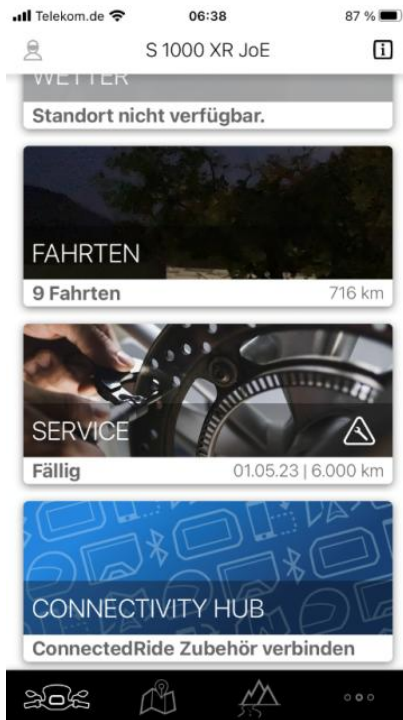 Telekom.de 06:38 87 %
S 1000 XR JoE
WETTER
Standort nicht verfügbar.
FAHRTEN
9 Fahrten 716 km
SERVICE
Fällig 01.05.23 | 6.000 km
CONNECTIVITY HUB
ConnectedRide Zubehör verbinden